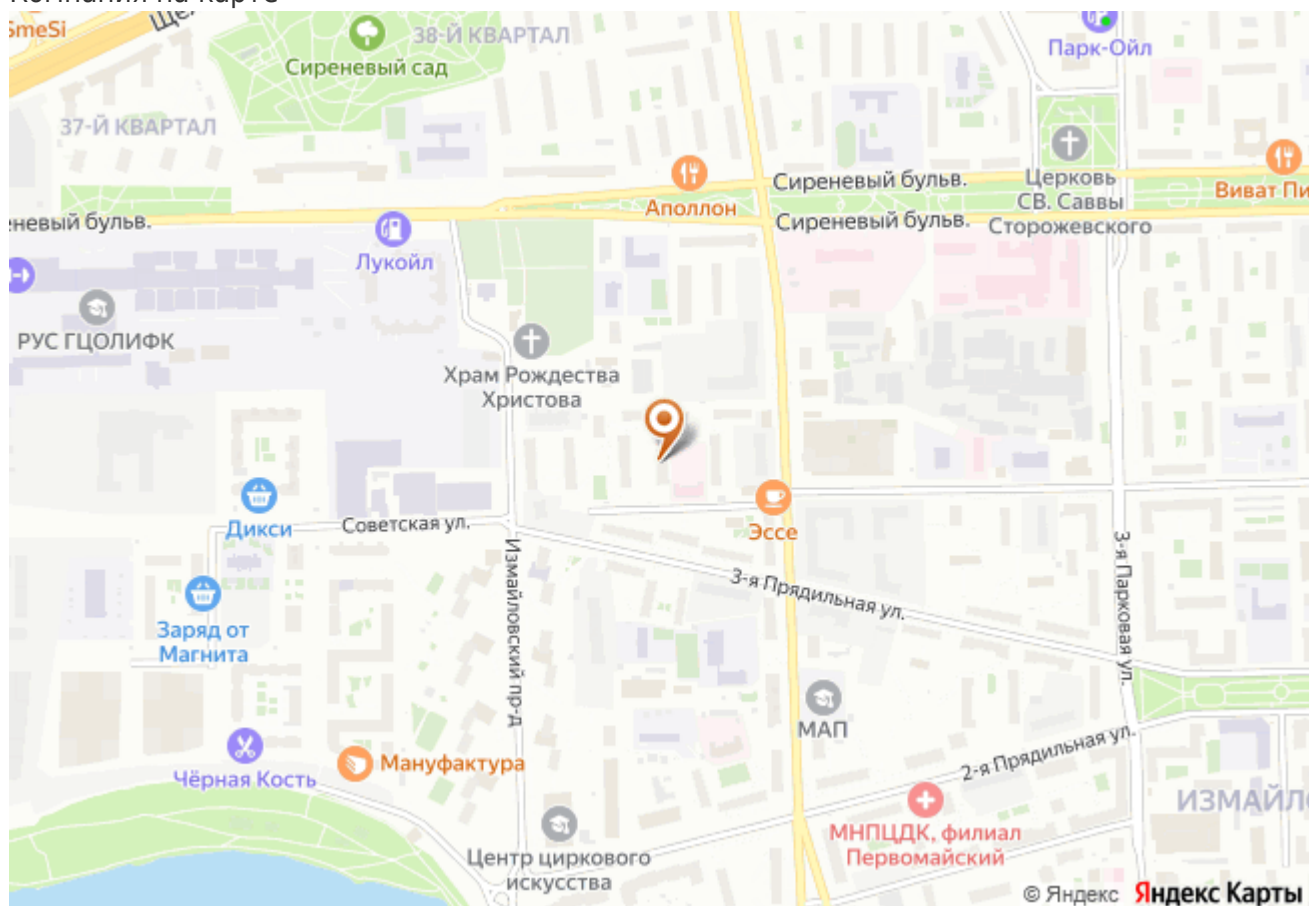 SmeSi
38-Й КВАРТАЛ
Сиреневый сад
Парк-Ойл
37-Й КВАРТАЛ
Сиреневый бульв.
Церковь
СВ. Саввы
Сторожевского
Виват Пи
Аполлон
еневый бульв.
Сиреневый бульв.
Лукойл
РУС ГЦОЛИФК
Храм Рождества
Христова
Дикси
Советская ул.
Эссе
3-я Прядильная ул.
3-я Парковая ул.
Измайловский пр-д
Заряд от
Магнита
МАП
Чёрная Кость
Мануфактура
2-я Прядильная ул.
ИЗМАЙЛО
МНПЦДК, филиал
Первомайский
Центр циркового
искусства
© Яндекс Яндекс Карты